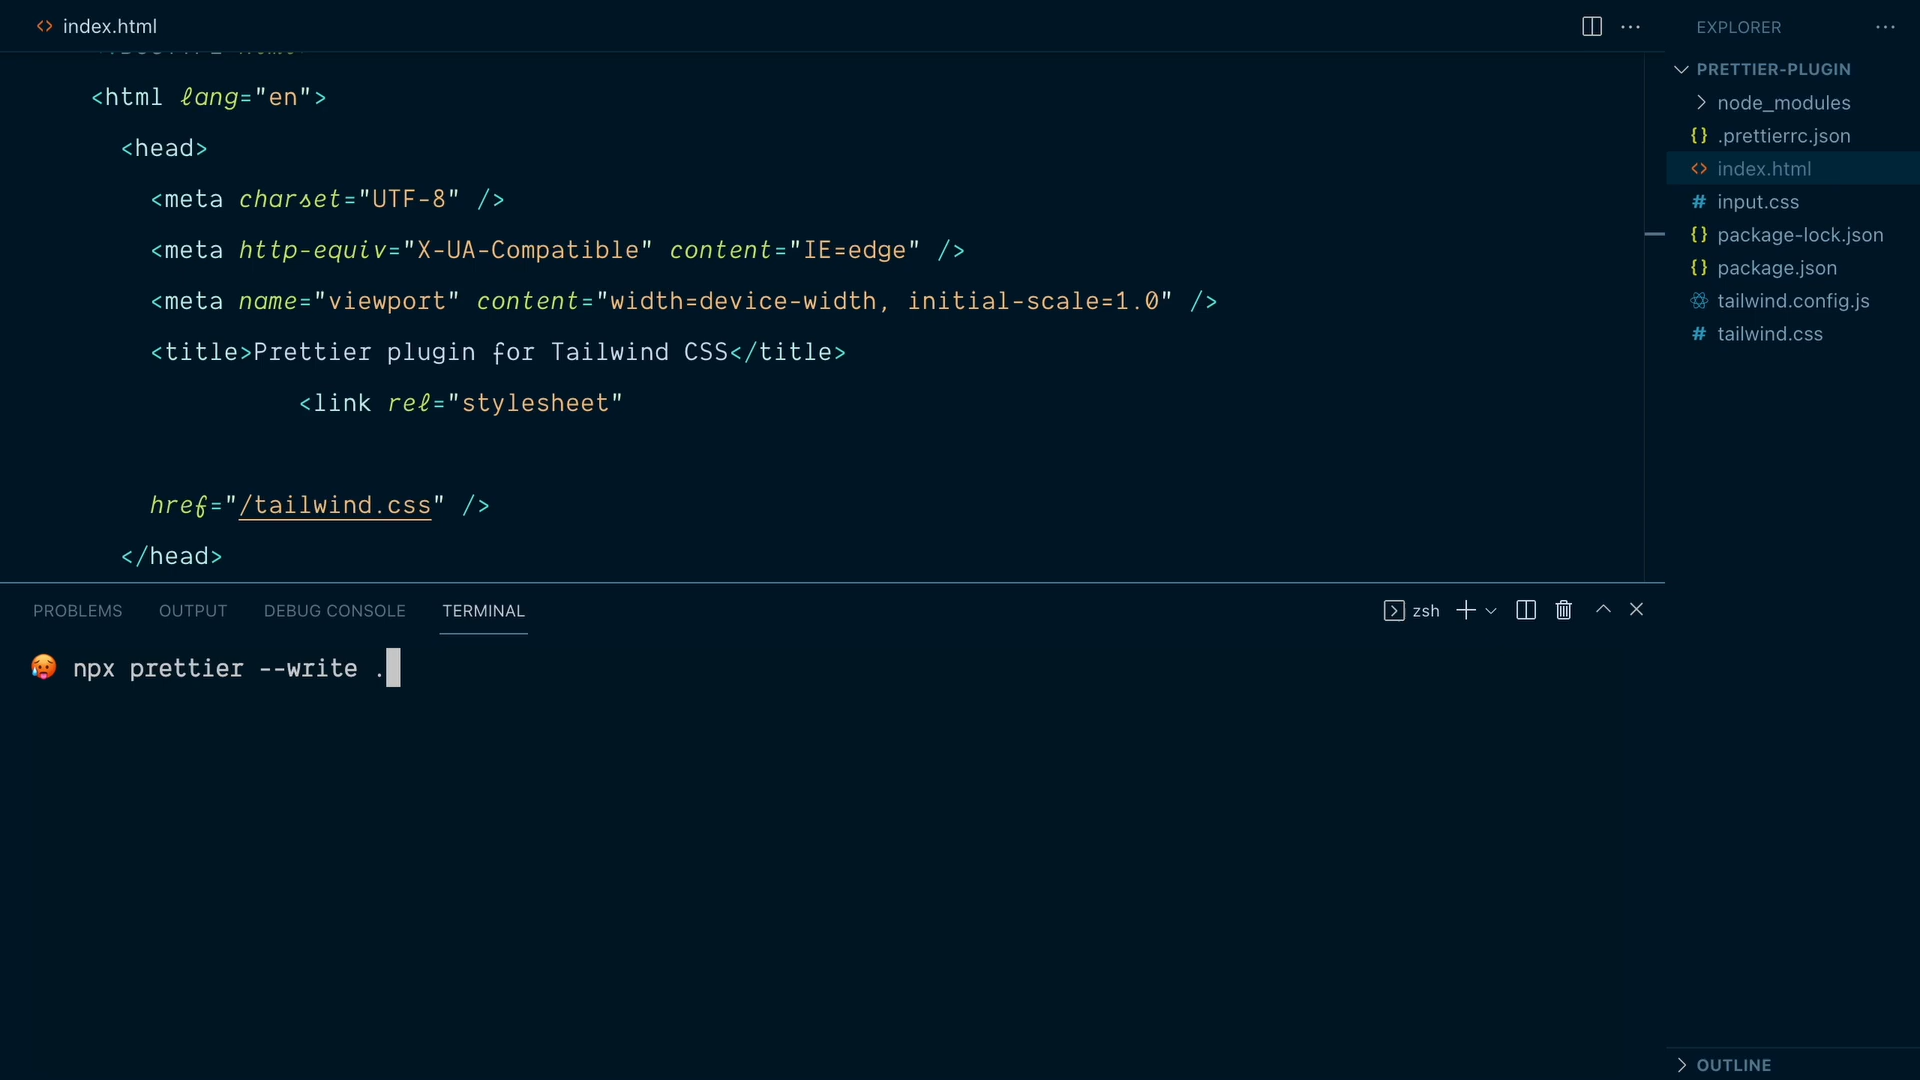 index.html
<html lang="en">
<head>
<meta charset="UTF-8" />
<meta http-equiv="X-UA-Compatible" content="IE=edge" />
<meta name="viewport" content="width=device-width, initial-scale=1.0" />
<title>Prettier plugin for Tailwind CSS</title>
<link rel="stylesheet"
href="/tailwind.css" />
</head>
PROBLEMS OUTPUT DEBUG CONSOLE TERMINAL
zsh
npx prettier --write .
EXPLORER
PRETTIER-PLUGIN
node_modules
{} .prettierrc.json
<> index.html
# input.css
{} package-lock.json
{} package.json
tailwind.config.js
# tailwind.css
OUTLINE